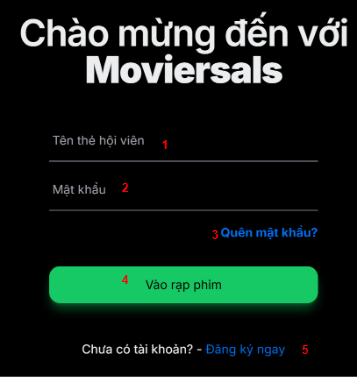 Chào mừng đến với
Moviersals
Tên thẻ hội viên 1
Mật khẩu 2
3 Quên mật khẩu?
4 Vào rạp phim
Chưa có tài khoản? - Đăng ký ngay 5